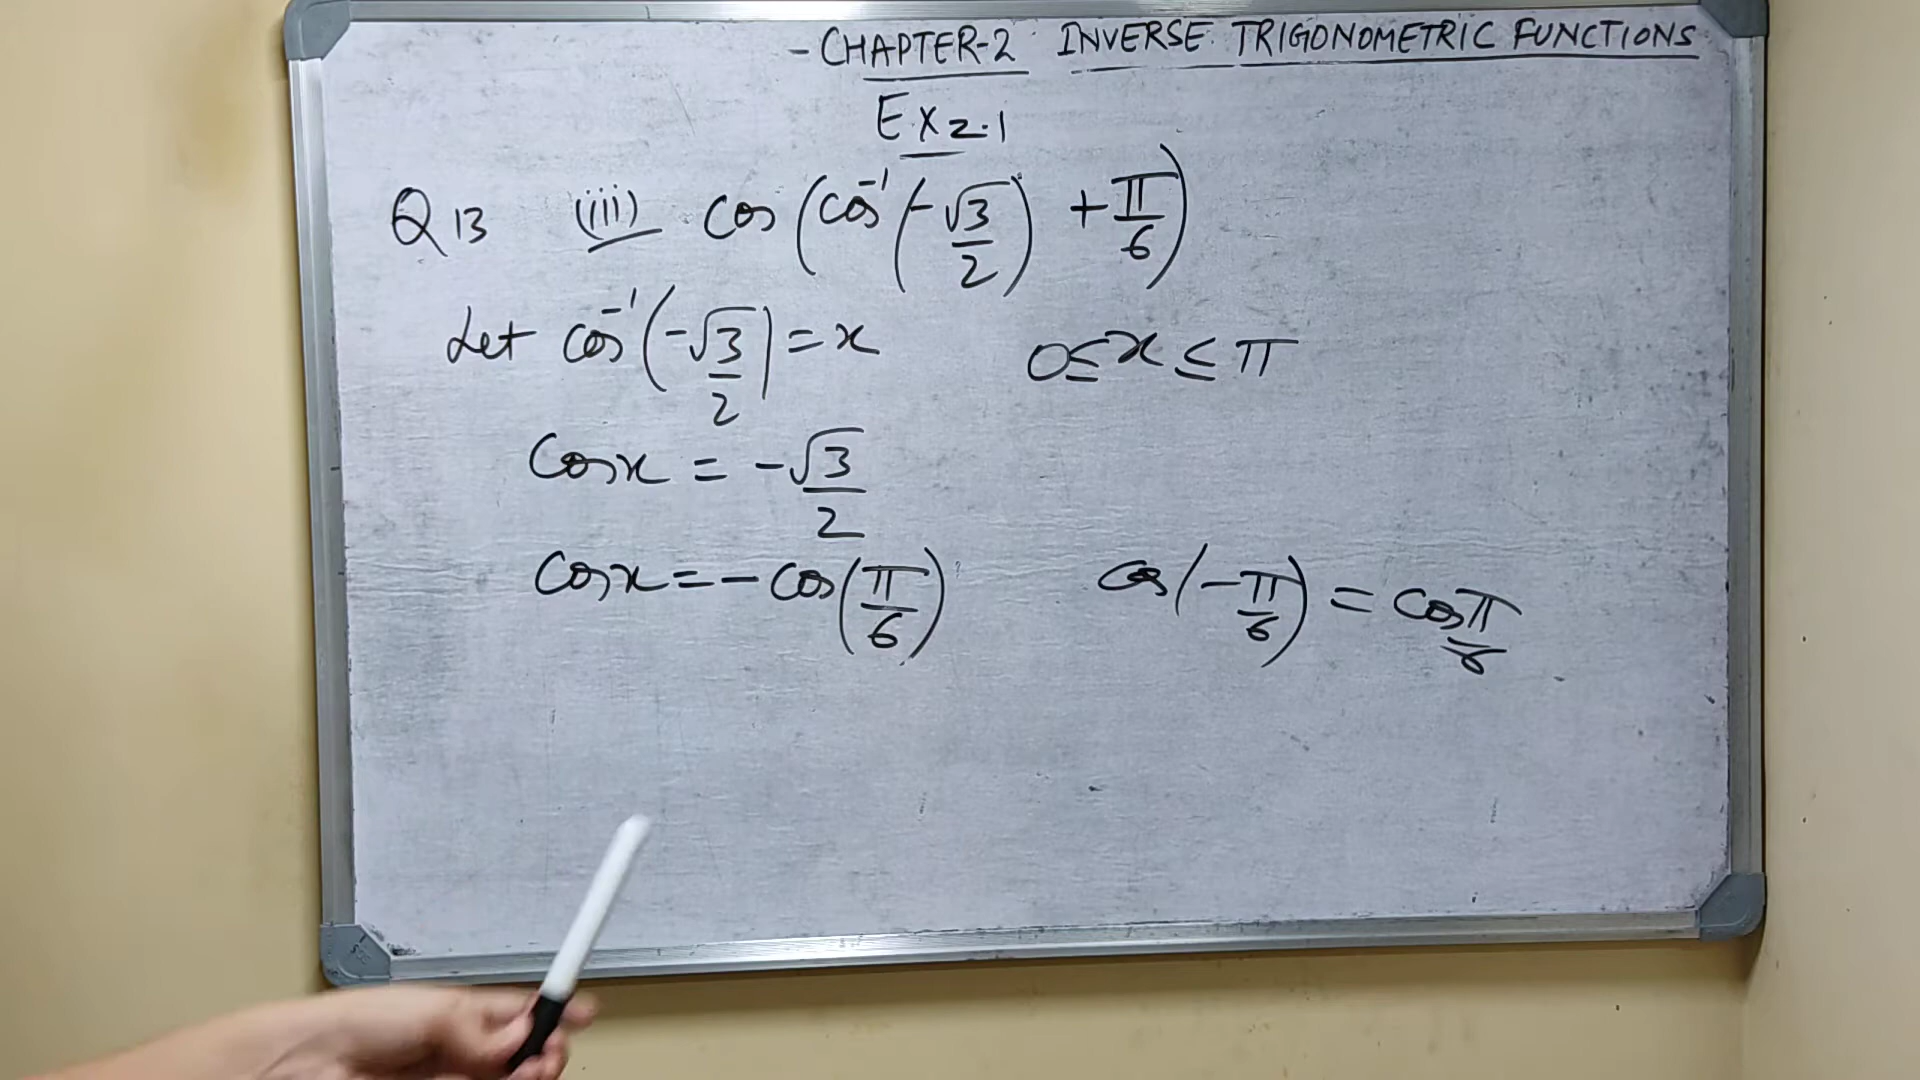 - CHAPTER-2 INVERSE TRIGONOMETRIC FUNCTIONS
Ex 2.1
Q 13 (iii) cos(cos⁻¹(-√3/2) + π/6)
Let cos⁻¹(-√3/2) = x 0 ≤ x ≤ π
cos x = -√3/2
cos x = - cos(π/6) cos(-π/6) = cos π/6